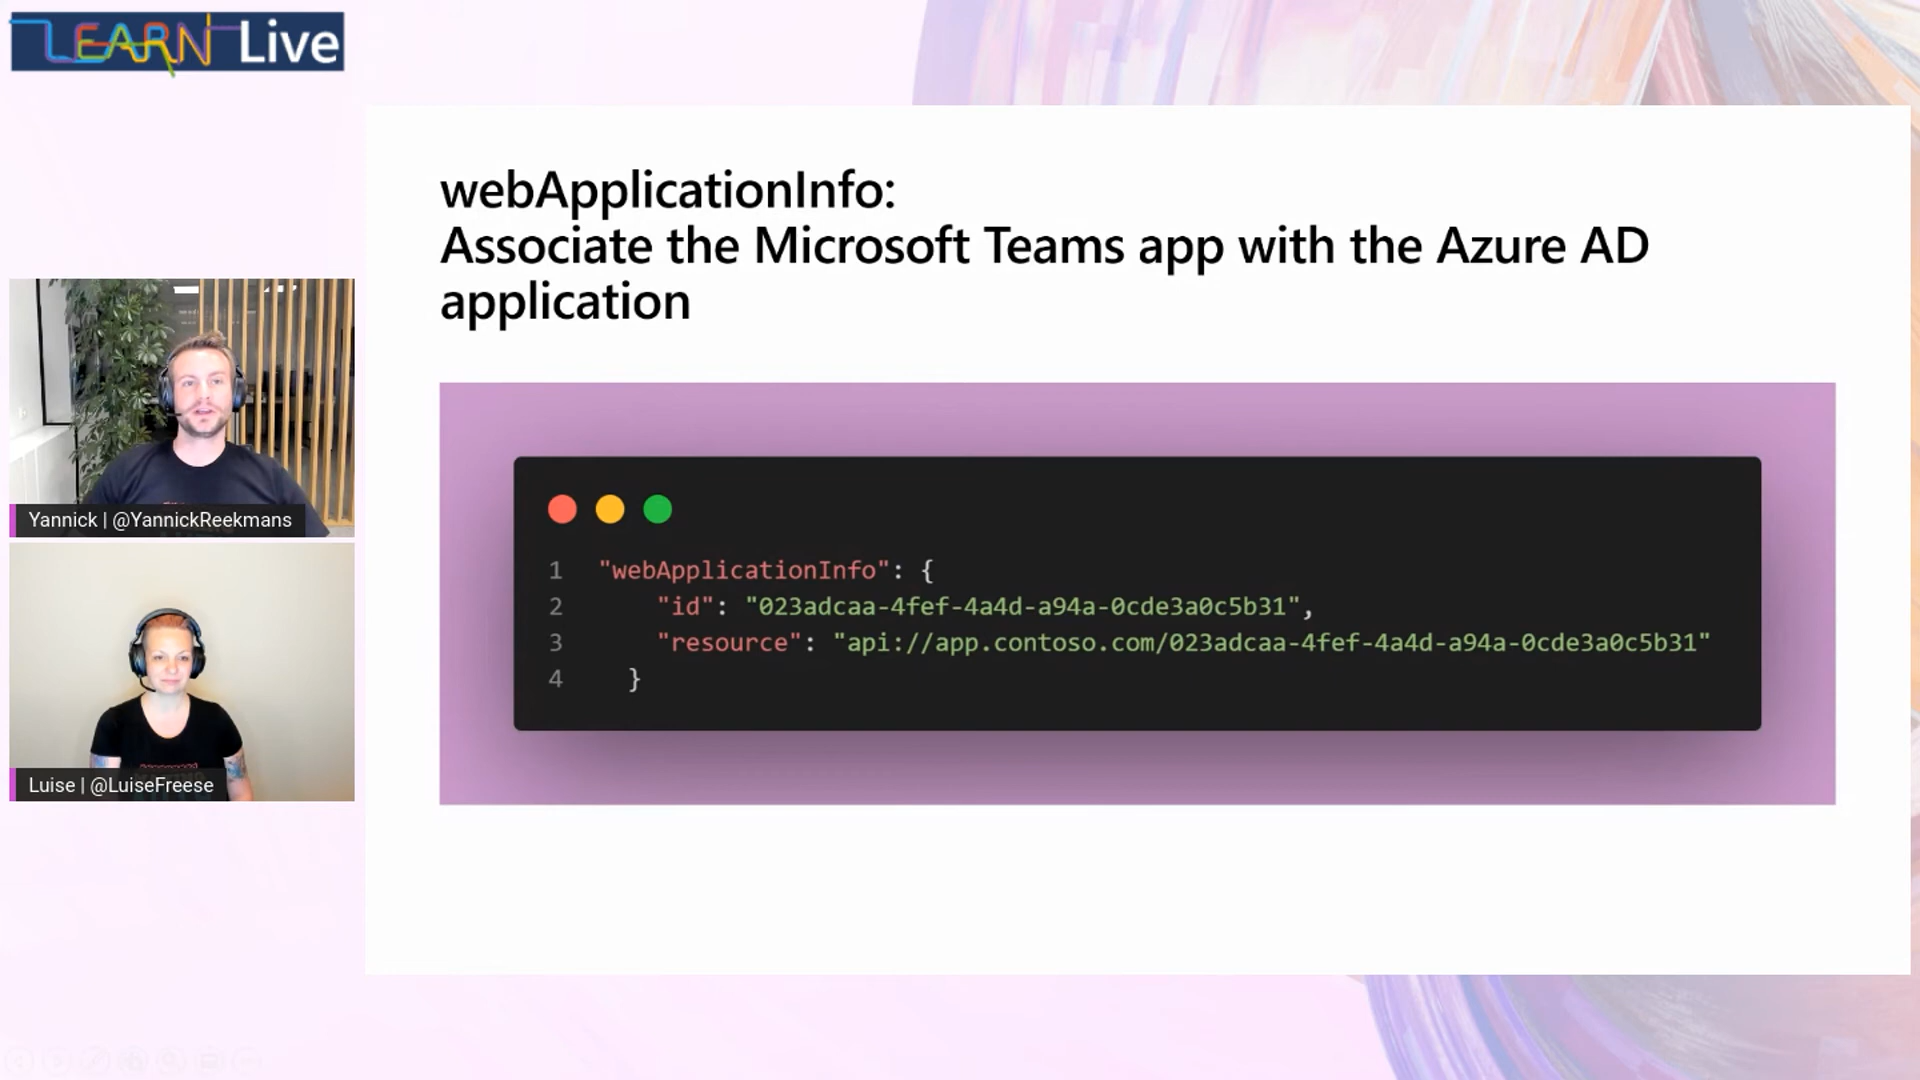 LEARN Live
webApplicationInfo:
Associate the Microsoft Teams app with the Azure AD
application
1 "webApplicationInfo": {
2 "id": "023adcaa-4fef-4a4d-a94a-0cde3a0c5b31",
3 "resource": "api://app.contoso.com/023adcaa-4fef-4a4d-a94a-0cde3a0c5b31"
4 }
Yannick | @YannickReekmans
Luise | @LuiseFreese